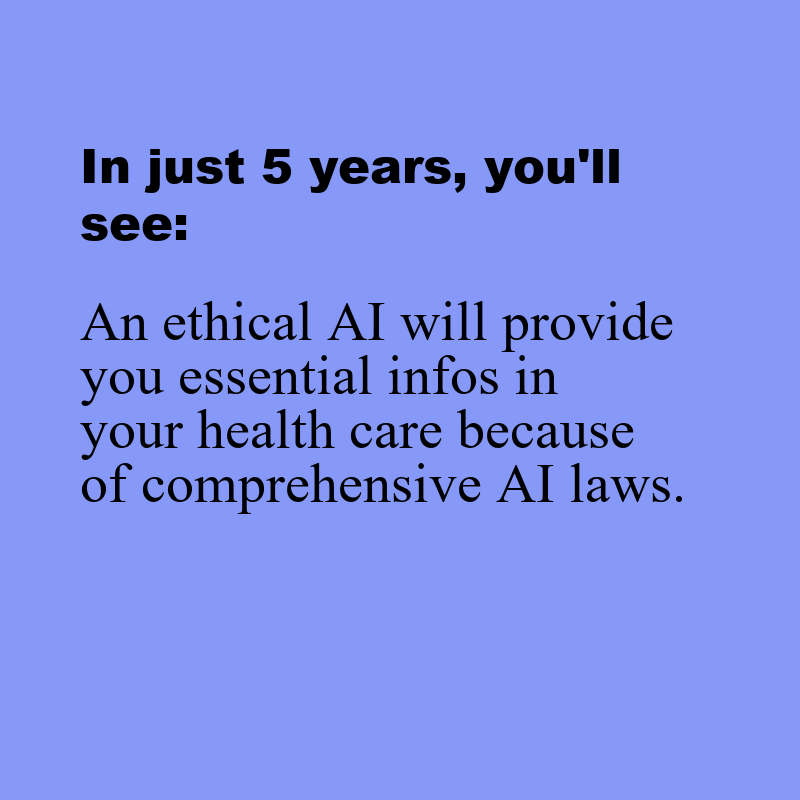 In just 5 years, you'll
see:
An ethical AI will provide
you essential infos in
your health care because
of comprehensive AI laws.